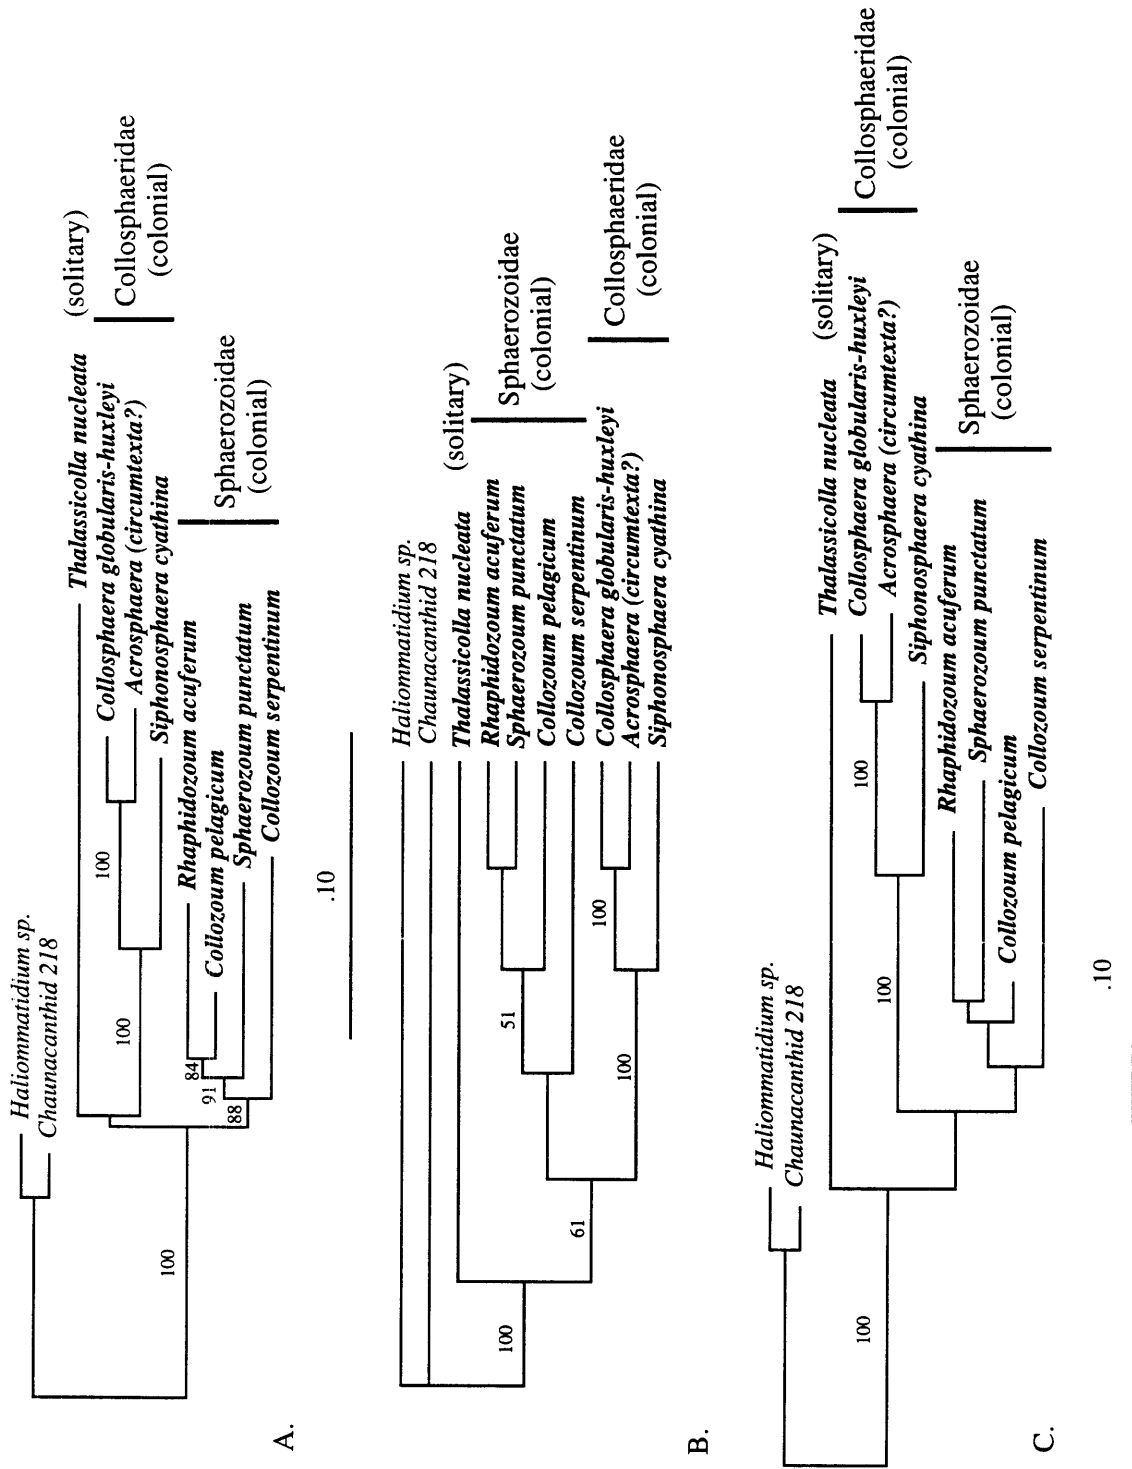 Haliommatidium sp.
Chaunacanthid 218
Thalassicolla nucleata (solitary)
Collosphaera globularis-huxleyi
Acrosphaera (circumtexta?)
Siphonosphaera cyathina
Collosphaeridae
(colonial)
Rhaphidozoum acuferum
Collozoum pelagicum
Sphaerozoum punctatum
Collozoum serpentinum
Sphaerozoidae
(colonial)
100
100
100
84
91
88
.10
A.
Haliommatidium sp.
Chaunacanthid 218
Thalassicolla nucleata (solitary)
Rhaphidozoum acuferum
Sphaerozoum punctatum
Collozoum pelagicum
Collozoum serpentinum
Sphaerozoidae
(colonial)
Collosphaera globularis-huxleyi
Acrosphaera (circumtexta?)
Siphonosphaera cyathina
Collosphaeridae
(colonial)
100
51
61
100
100
B.
Haliommatidium sp.
Chaunacanthid 218
Thalassicolla nucleata (solitary)
Collosphaera globularis-huxleyi
Acrosphaera (circumtexta?)
Siphonosphaera cyathina
Collosphaeridae
(colonial)
Rhaphidozoum acuferum
Sphaerozoum punctatum
Collozoum pelagicum
Collozoum serpentinum
Sphaerozoidae
(colonial)
100
100
100
.10
C.